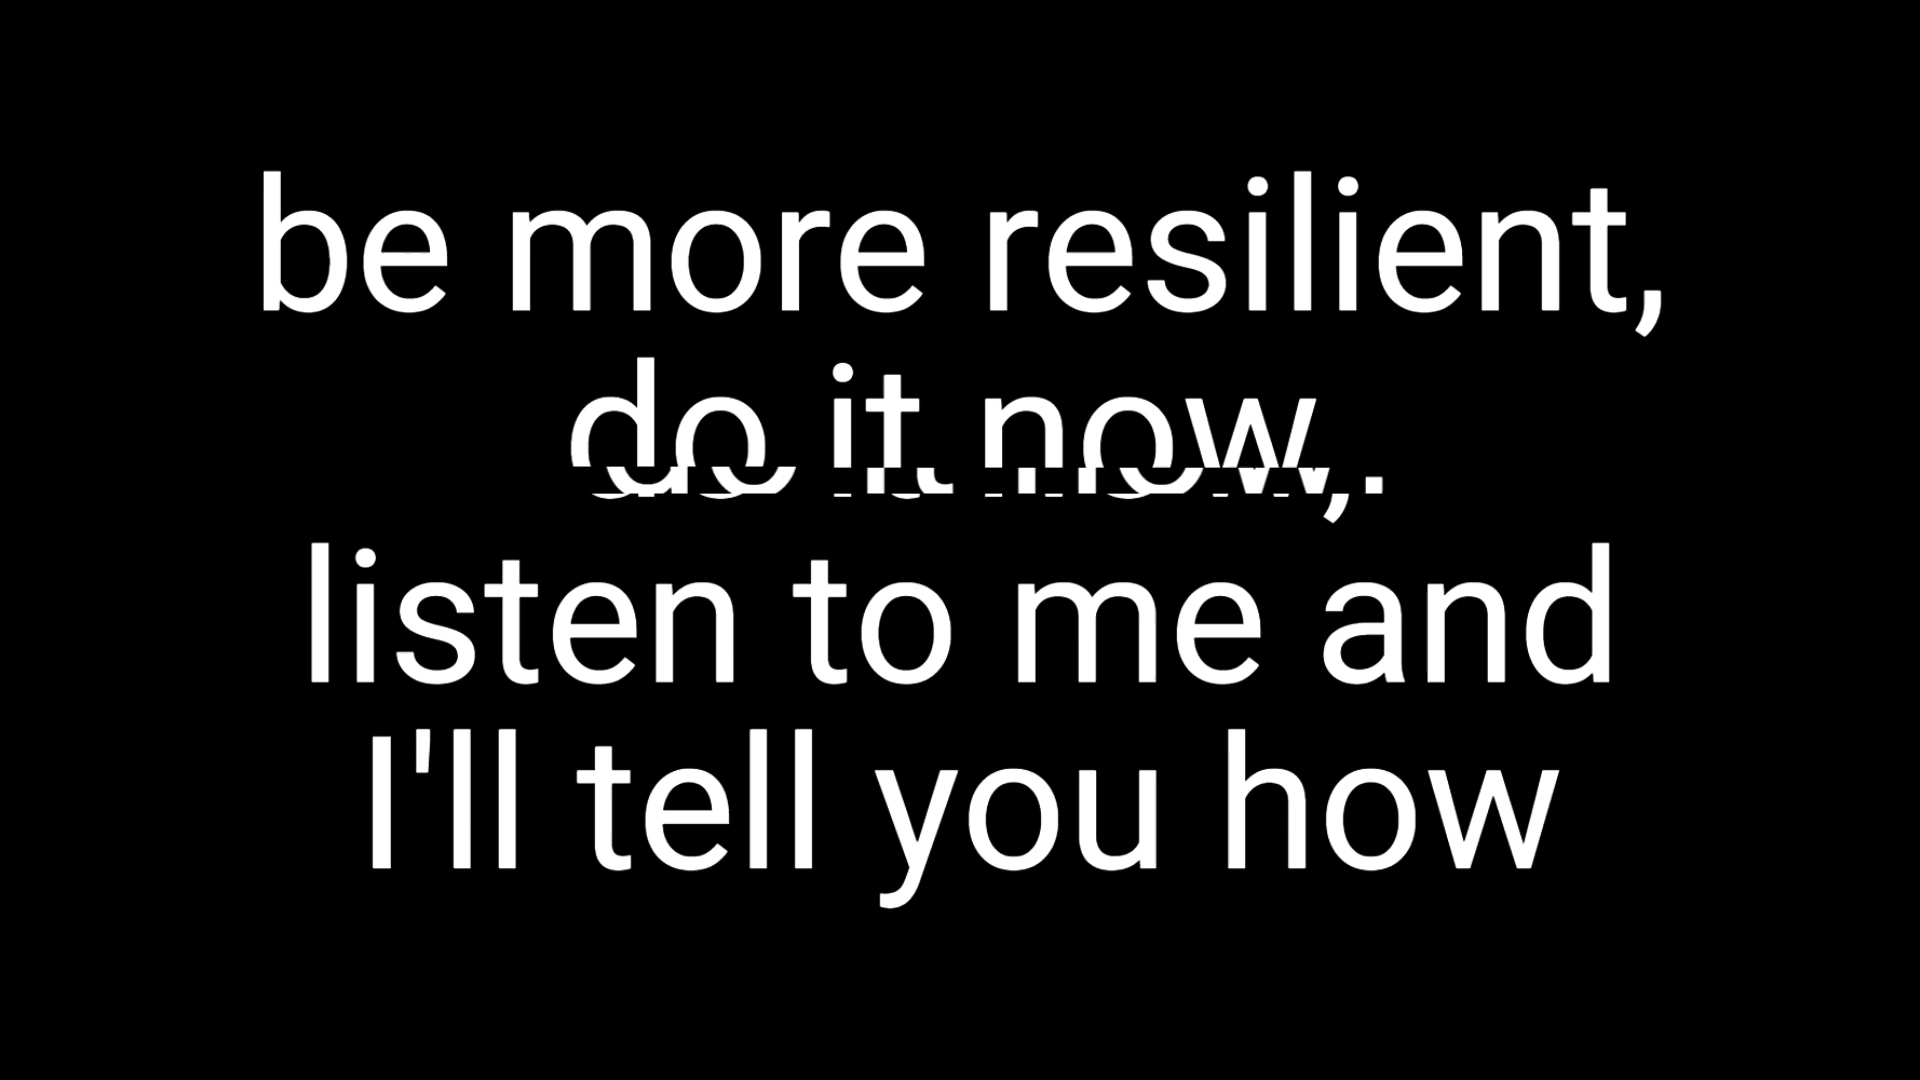 be more resilient,
do it now,
listen to me and
I'll tell you how